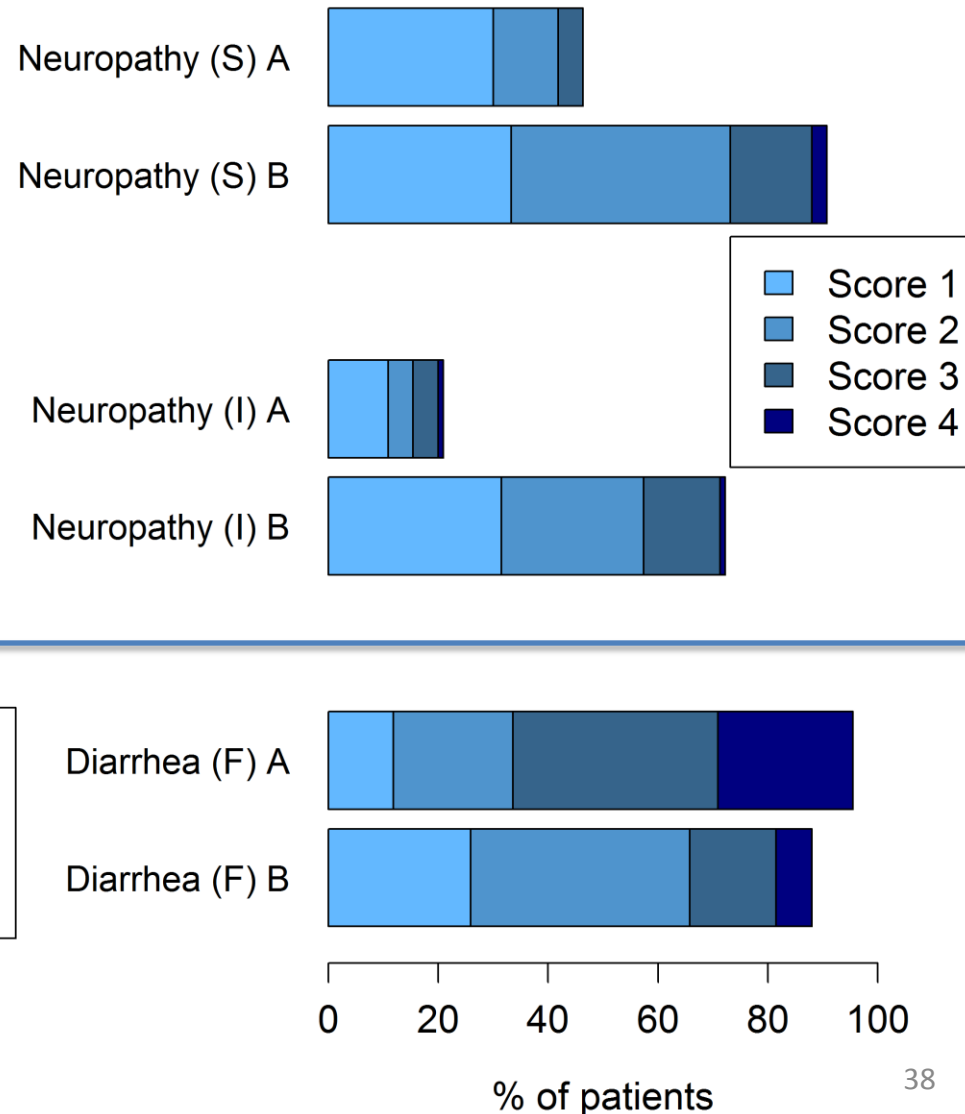 Neuropathy (S) A
Neuropathy (S) B
Score 1
Score 2
Score 3
Score 4
Neuropathy (I) A
Neuropathy (I) B
Diarrhea (F) A
Diarrhea (F) B
0 20 40 60 80 100
% of patients
38